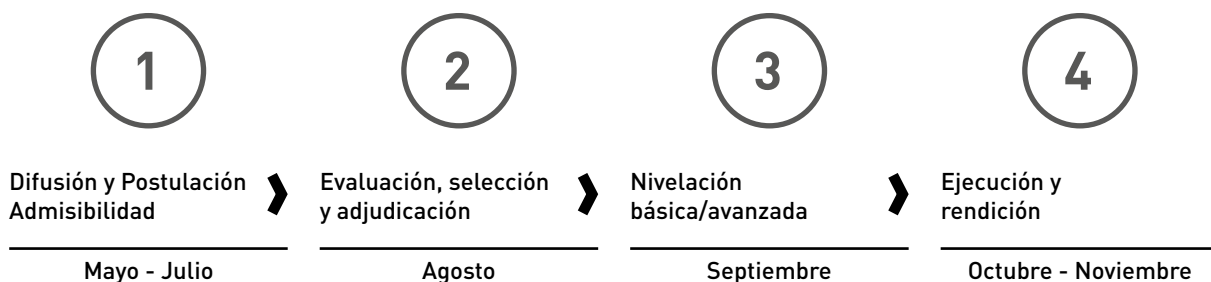 1
Difusión y Postulación
Admisibilidad
Mayo - Julio
2
Evaluación, selección
y adjudicación
Agosto
3
Nivelación
básica/avanzada
Septiembre
4
Ejecución y
rendición
Octubre - Noviembre